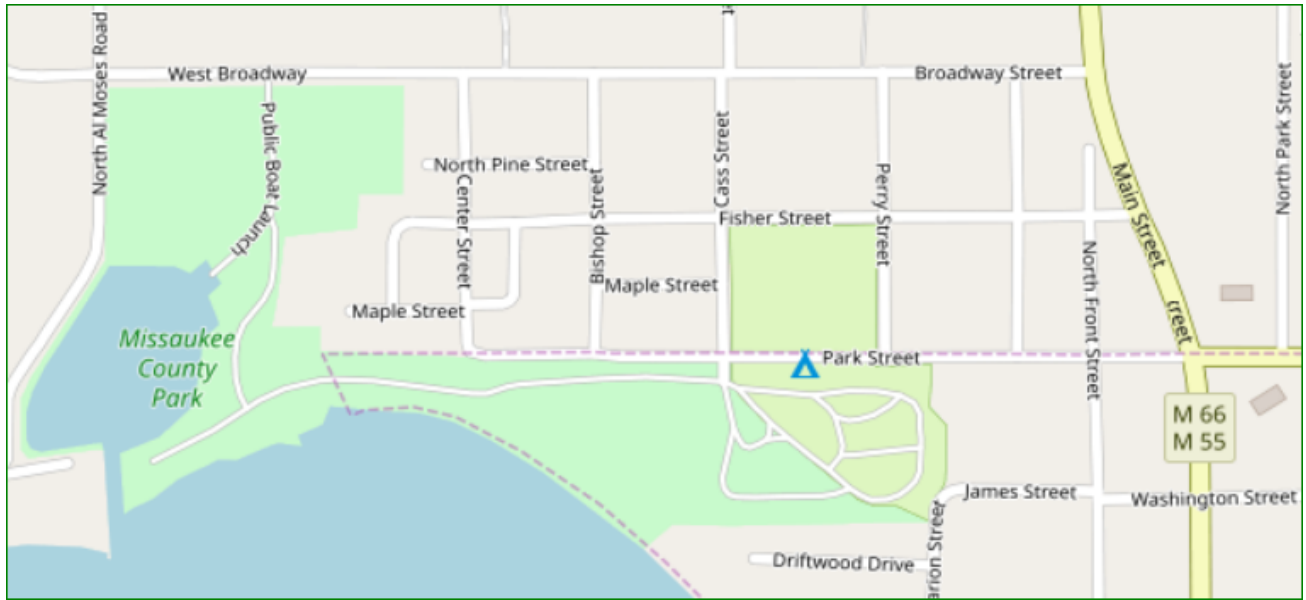 North Al Moses Road
West Broadway
Broadway Street
Public Boat Launch
North Pine Street
Center Street
Bishop Street
Cass Street
Fisher Street
Perry Street
Main Street
North Park Street
Maple Street
Maple Street
North Front Street
Missaukee
County
Park
Park Street
M 66
M 55
James Street
Washington Street
Driftwood Drive